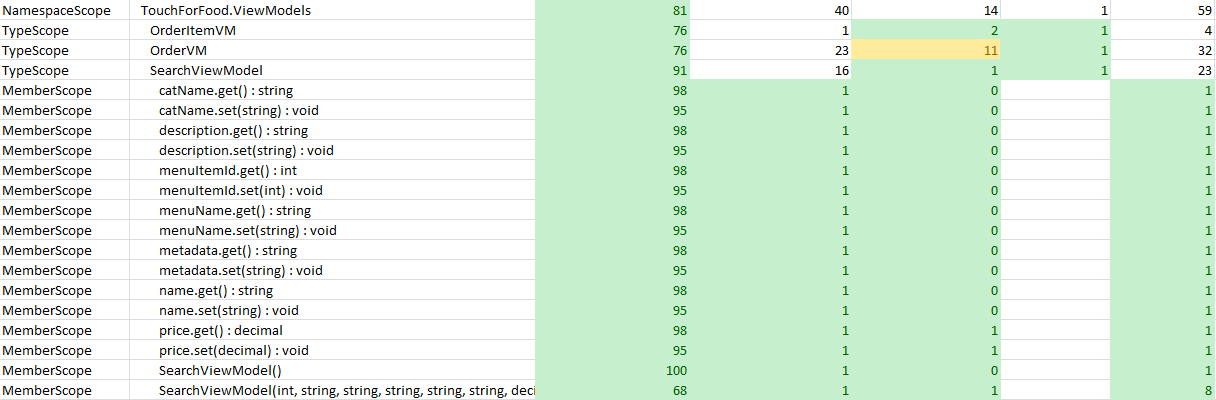 NamespaceScope TouchForFood.ViewModels 81 40 14 1 59
TypeScope OrderItemVM 76 1 2 1 4
TypeScope OrderVM 76 23 11 1 32
TypeScope SearchViewModel 91 16 1 1 23
MemberScope catName.get() : string 98 1 0 1
MemberScope catName.set(string) : void 95 1 0 1
MemberScope description.get() : string 98 1 0 1
MemberScope description.set(string) : void 95 1 0 1
MemberScope menuItemId.get() : int 98 1 0 1
MemberScope menuItemId.set(int) : void 95 1 0 1
MemberScope menuName.get() : string 98 1 0 1
MemberScope menuName.set(string) : void 95 1 0 1
MemberScope metadata.get() : string 98 1 0 1
MemberScope metadata.set(string) : void 95 1 0 1
MemberScope name.get() : string 98 1 0 1
MemberScope name.set(string) : void 95 1 0 1
MemberScope price.get() : decimal 98 1 1 1
MemberScope price.set(decimal) : void 95 1 1 1
MemberScope SearchViewModel() 100 1 0 1
MemberScope SearchViewModel(int, string, string, string, string, string, deci 68 1 1 8